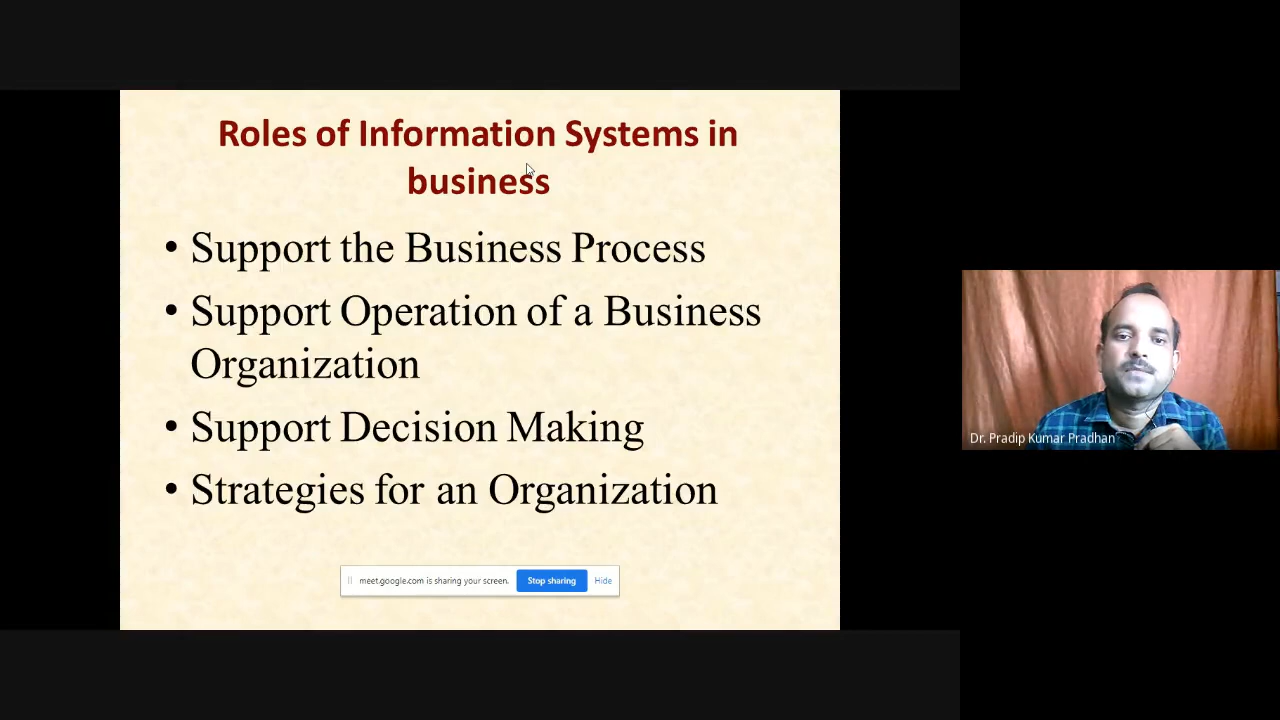 Roles of Information Systems in
business
• Support the Business Process
• Support Operation of a Business
Organization
• Support Decision Making
• Strategies for an Organization
meet.google.com is sharing your screen. Stop sharing Hide
Dr. Pradip Kumar Pradhan